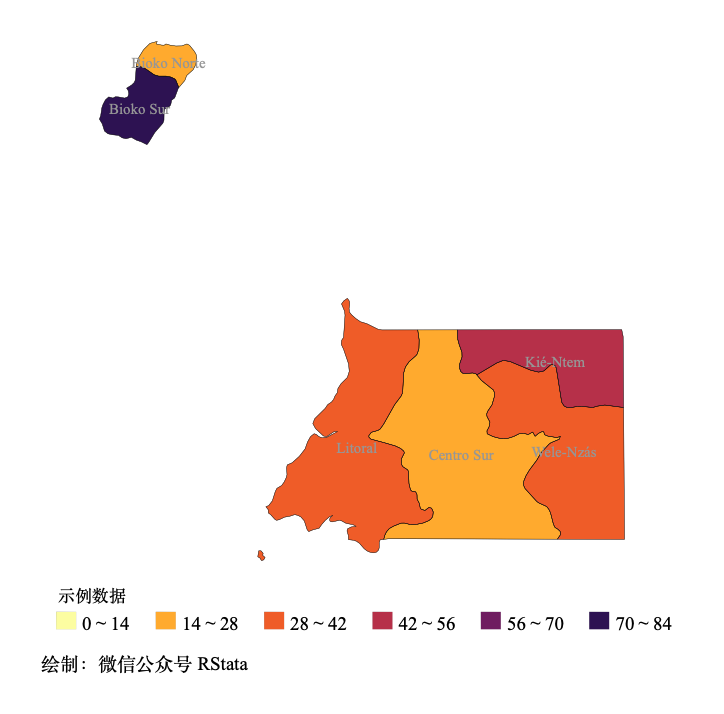 Bioko Norte
Bioko Sur
Kié-Ntem
Litoral
Centro Sur
Wele-Nzás
示例数据
0 ~ 14
14 ~ 28
28 ~ 42
42 ~ 56
56 ~ 70
70 ~ 84
绘制：微信公众号 RStata